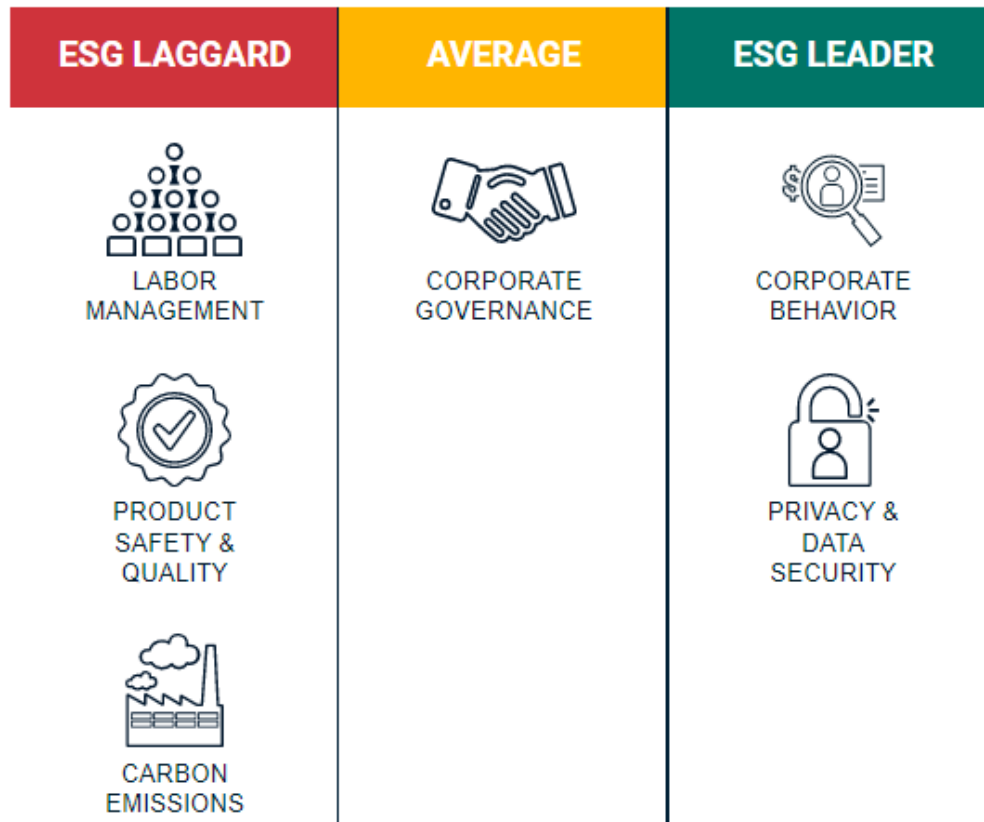 ESG LAGGARD
AVERAGE
ESG LEADER
LABOR
MANAGEMENT
CORPORATE
GOVERNANCE
CORPORATE
BEHAVIOR
PRODUCT
SAFETY &
QUALITY
PRIVACY &
DATA
SECURITY
CARBON
EMISSIONS